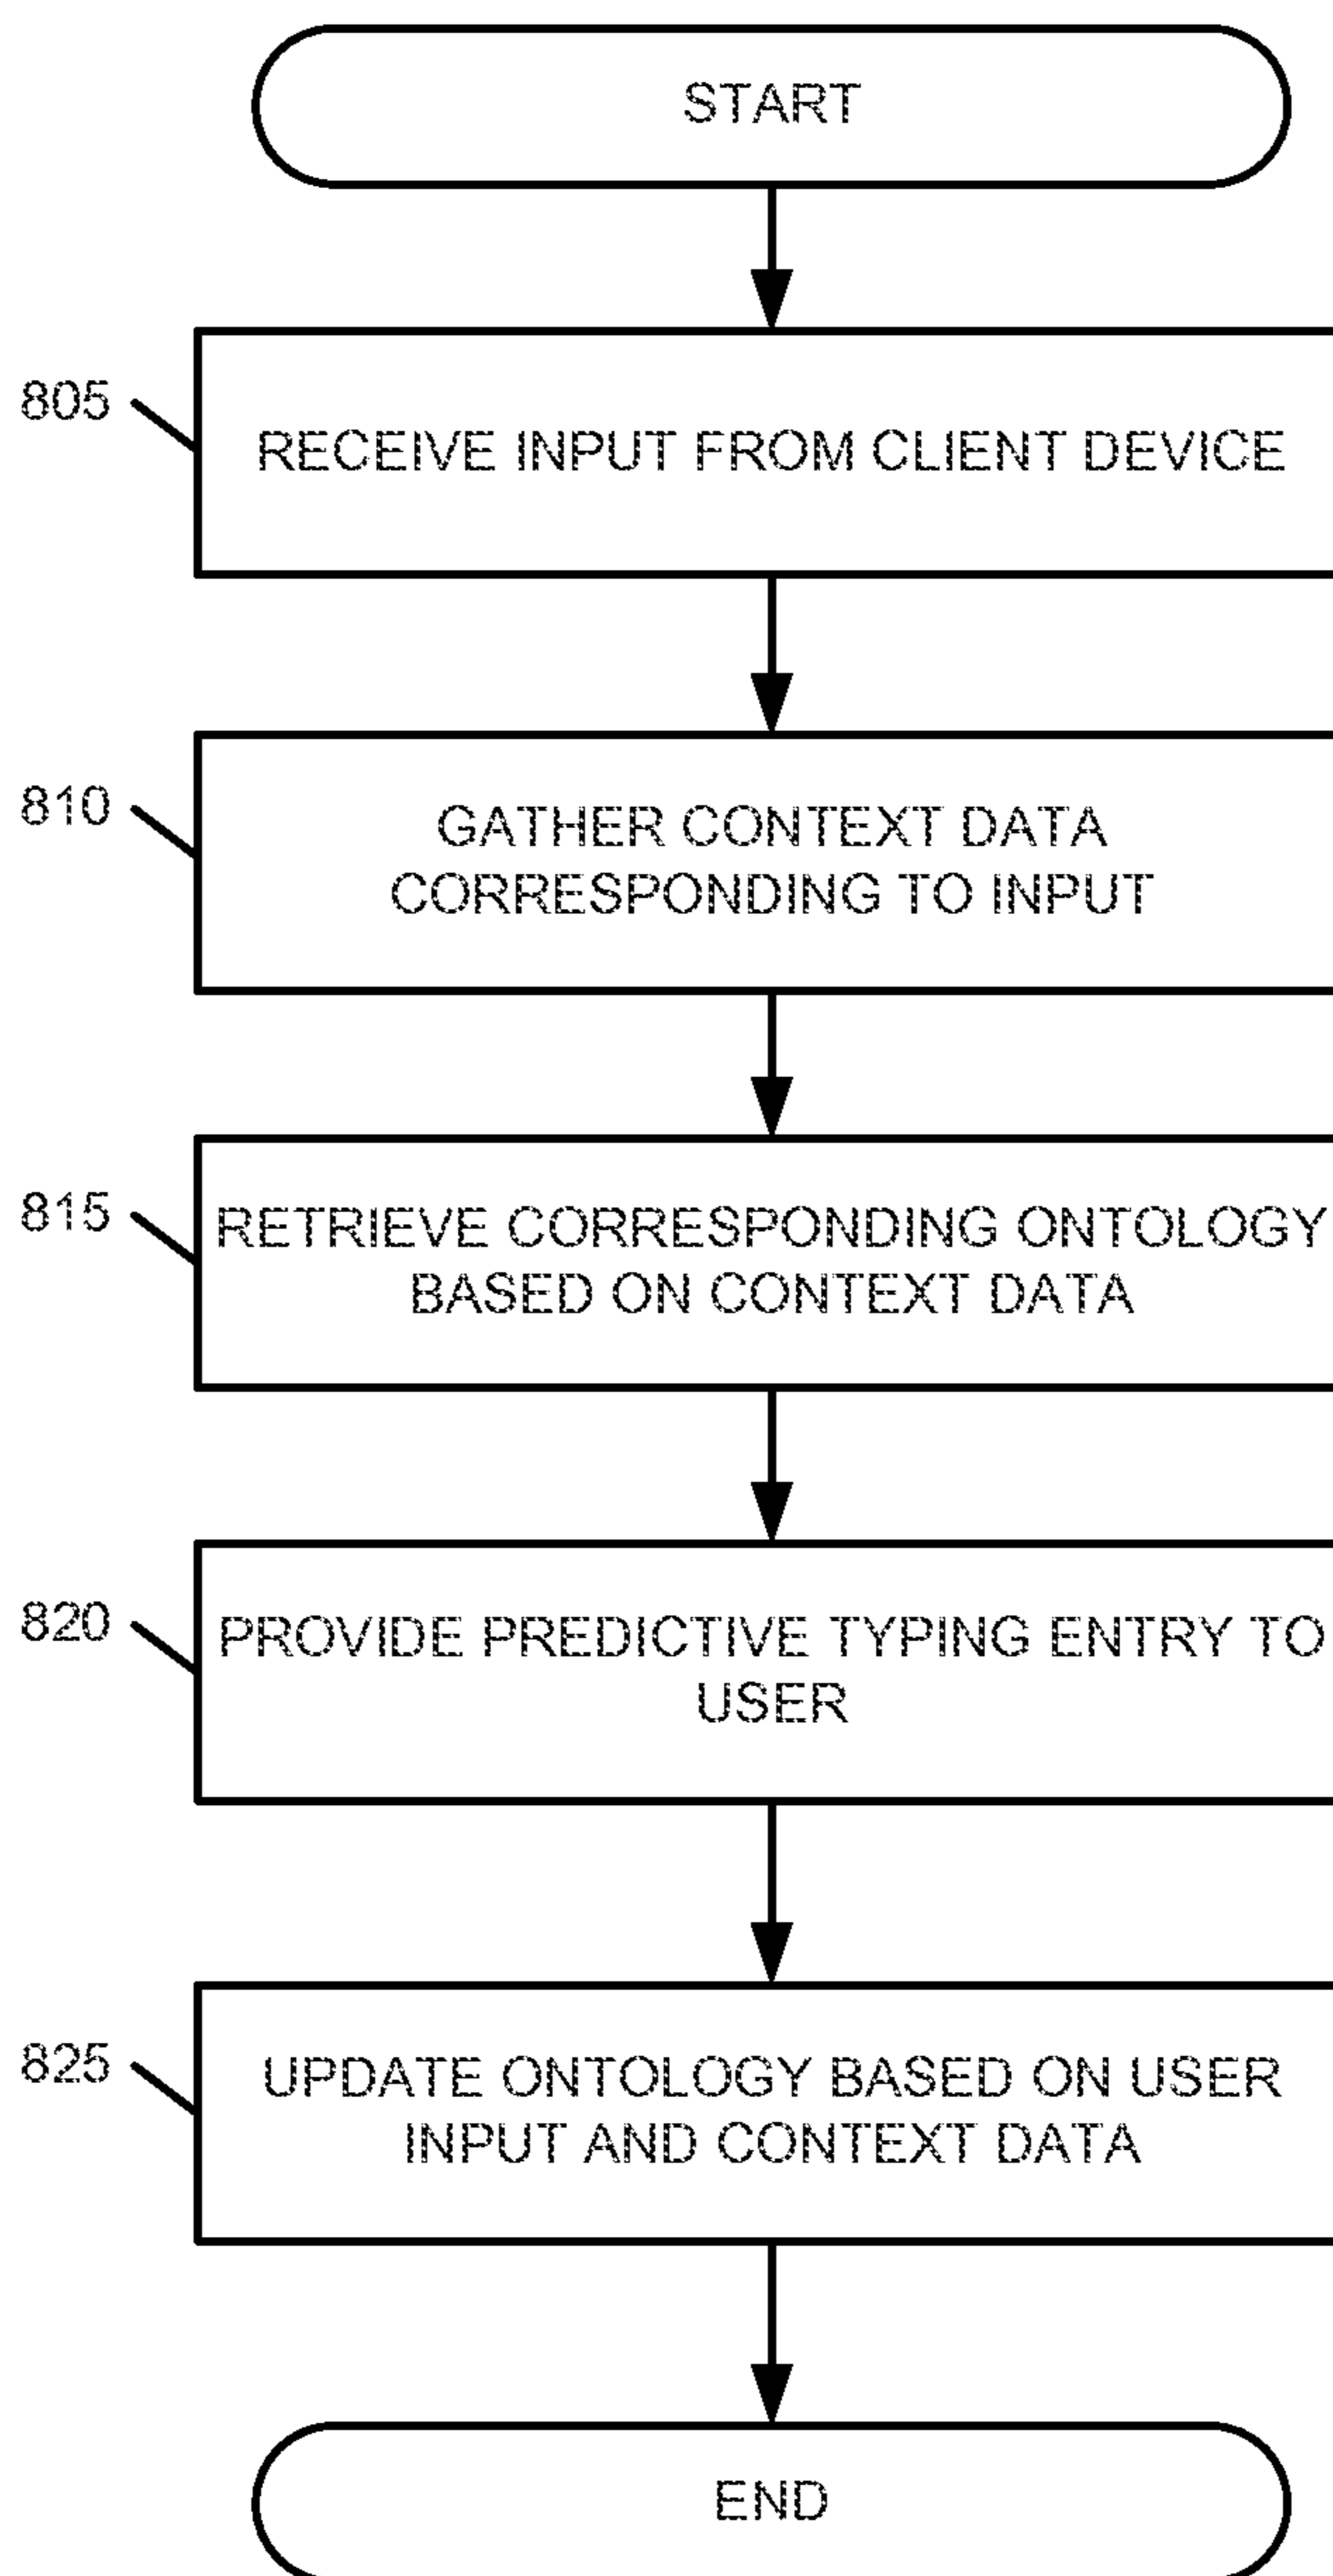 START
805
RECEIVE INPUT FROM CLIENT DEVICE
810
GATHER CONTEXT DATA
CORRESPONDING TO INPUT
815
RETRIEVE CORRESPONDING ONTOLOGY
BASED ON CONTEXT DATA
820
PROVIDE PREDICTIVE TYPING ENTRY TO
USER
825
UPDATE ONTOLOGY BASED ON USER
INPUT AND CONTEXT DATA
END